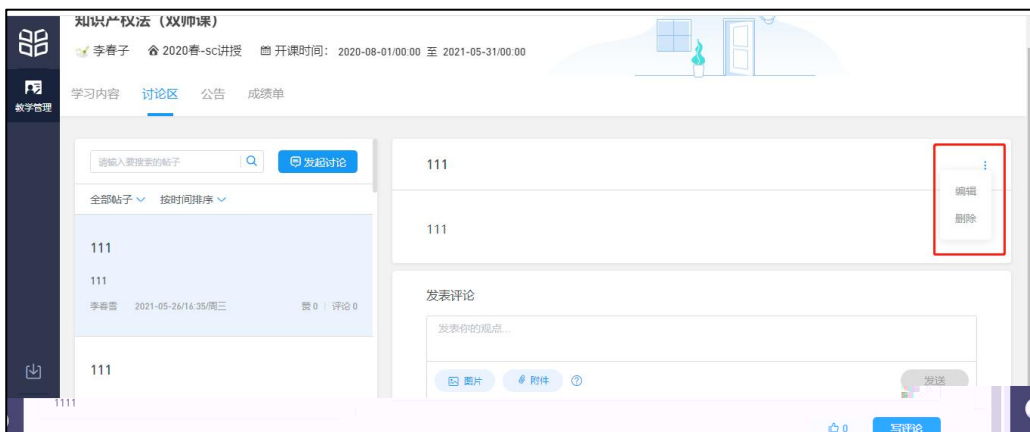 知识产权法（双师课）
李春子 2020春-sc讲授 开课时间： 2020-08-01/00:00 至 2021-05-31/00:00
教学管理
学习内容 讨论区 公告 成绩单
请输入要搜索的帖子 发起讨论
全部帖子 按时间排序
111
111
李春雪 2021-05-26/16:35/周三 赞 0 评论 0
111
1111
111
编辑
删除
111
发表评论
发表你的观点...
图片 附件 发送
0 写评论